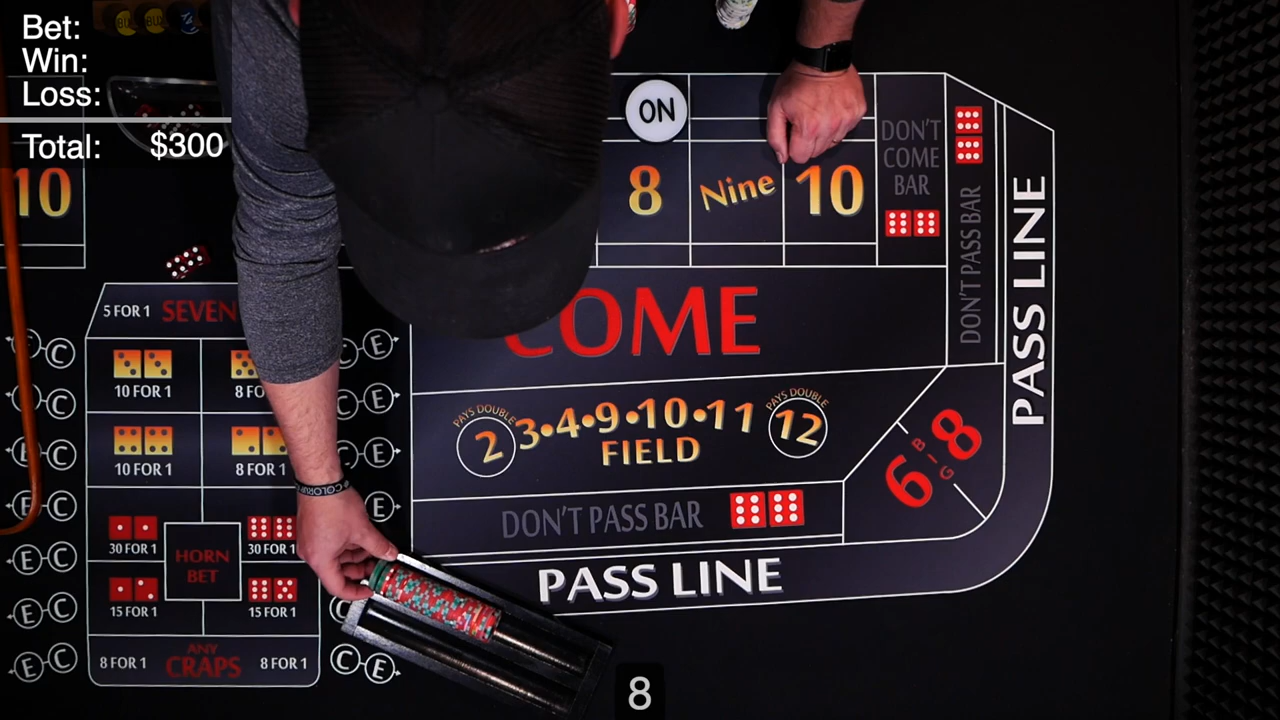 Bet:
Win:
Loss:
Total: $300
10
ON
8
Nine
10
DON'T
COME
BAR
DON'T PASS BAR
PASS LINE
5 FOR 1 SEVEN
10 FOR 1
8 FO
10 FOR 1
8 FOR 1
30 FOR 1
30 FOR 1
HORN
BET
15 FOR 1
15 FOR 1
ANY
8 FOR 1 CRAPS 8 FOR 1
C
C E
C
C E
E C
C E
E C
E
E C
E C
C
E C
C E
COME
PAYS DOUBLE
2 3•4•9•10•11 12
PAYS DOUBLE
FIELD
6 BIG 8
DON'T PASS BAR
PASS LINE
8